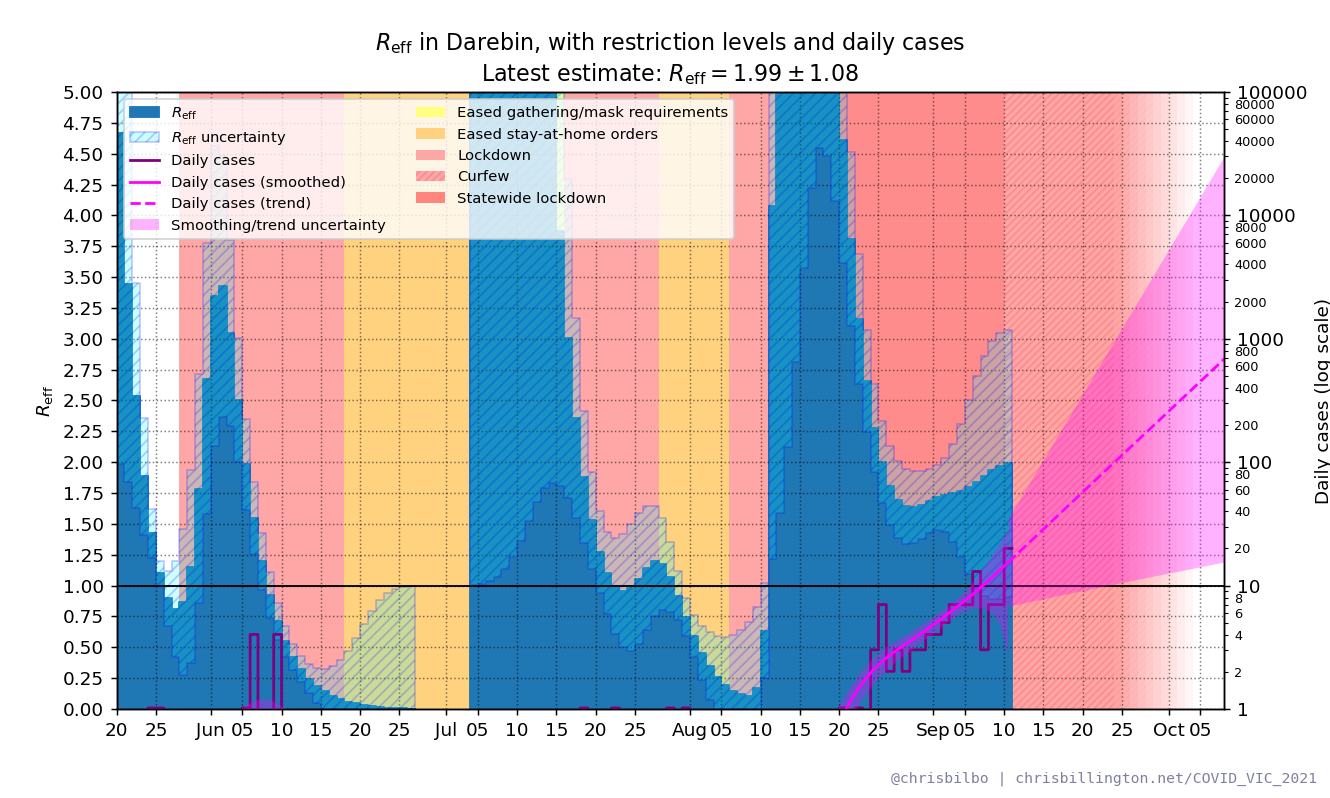 Reff in Darebin, with restriction levels and daily cases
Latest estimate: Reff = 1.99 ± 1.08
Reff
Reff uncertainty
Daily cases
Daily cases (smoothed)
Daily cases (trend)
Smoothing/trend uncertainty
Eased gathering/mask requirements
Eased stay-at-home orders
Lockdown
Curfew
Statewide lockdown
Reff
5.00
4.75
4.50
4.25
4.00
3.75
3.50
3.25
3.00
2.75
2.50
2.25
2.00
1.75
1.50
1.25
1.00
0.75
0.50
0.25
0.00
20 25 Jun 05 10 15 20 25 Jul 05 10 15 20 25 Aug 05 10 15 20 25 Sep 05 10 15 20 25 Oct 05
100000
80000
60000
40000
20000
10000
8000
6000
4000
2000
1000
800
600
400
200
100
80
60
40
20
10
8
6
4
2
1
Daily cases (log scale)
@chrisbilbo | chrisbillington.net/COVID_VIC_2021